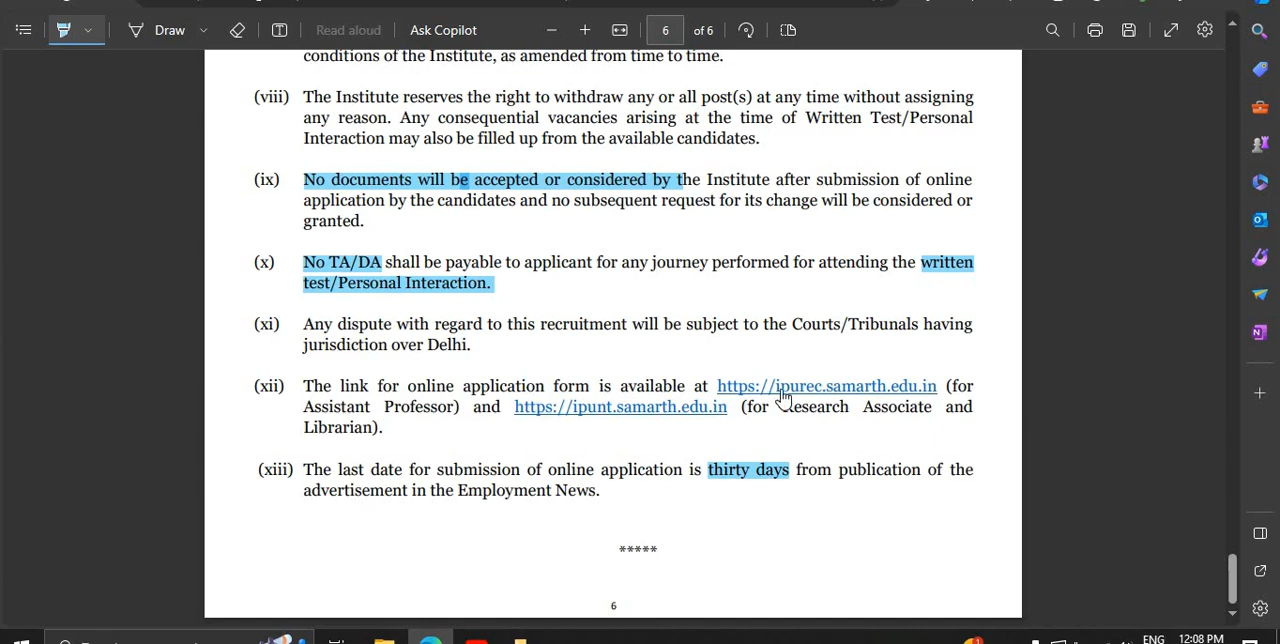 Draw
Read aloud
Ask Copilot
6
of 6
conditions of the Institute, as amended from time to time.
(viii) The Institute reserves the right to withdraw any or all post(s) at any time without assigning
any reason. Any consequential vacancies arising at the time of Written Test/Personal
Interaction may also be filled up from the available candidates.
(ix) No documents will be accepted or considered by the Institute after submission of online
application by the candidates and no subsequent request for its change will be considered or
granted.
(x) No TA/DA shall be payable to applicant for any journey performed for attending the written
test/Personal Interaction.
(xi) Any dispute with regard to this recruitment will be subject to the Courts/Tribunals having
jurisdiction over Delhi.
(xii) The link for online application form is available at https://ipurec.samarth.edu.in (for
Assistant Professor) and https://ipunt.samarth.edu.in (for Research Associate and
Librarian).
(xiii) The last date for submission of online application is thirty days from publication of the
advertisement in the Employment News.
*****
6
ENG
12:08 PM